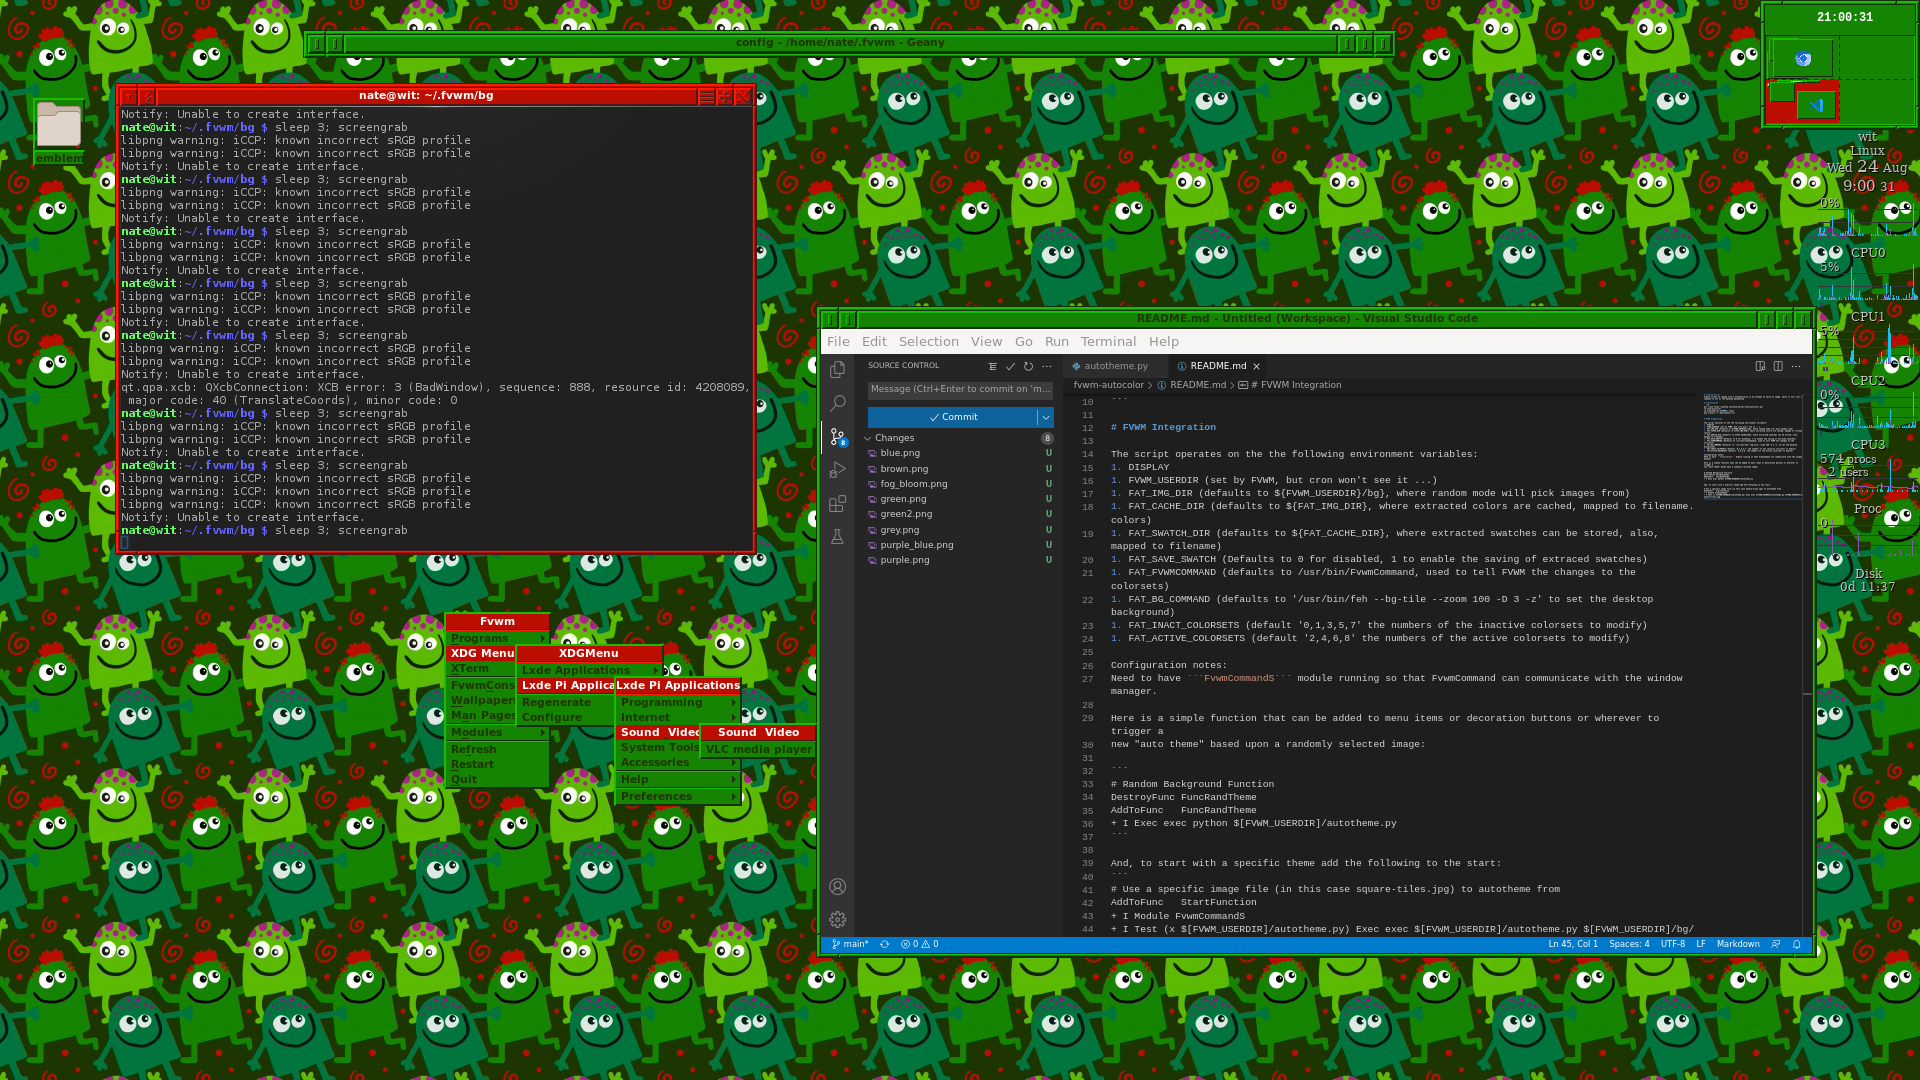 config - /home/nate/.fvwm - Geany
21:00:31
emblem
nate@wit: ~/.fvwm/bg
Notify: Unable to create interface.
nate@wit:~/.fvwm/bg $ sleep 3; screengrab
libpng warning: iCCP: known incorrect sRGB profile
libpng warning: iCCP: known incorrect sRGB profile
Notify: Unable to create interface.
nate@wit:~/.fvwm/bg $ sleep 3; screengrab
libpng warning: iCCP: known incorrect sRGB profile
libpng warning: iCCP: known incorrect sRGB profile
Notify: Unable to create interface.
nate@wit:~/.fvwm/bg $ sleep 3; screengrab
libpng warning: iCCP: known incorrect sRGB profile
libpng warning: iCCP: known incorrect sRGB profile
Notify: Unable to create interface.
nate@wit:~/.fvwm/bg $ sleep 3; screengrab
libpng warning: iCCP: known incorrect sRGB profile
libpng warning: iCCP: known incorrect sRGB profile
Notify: Unable to create interface.
nate@wit:~/.fvwm/bg $ sleep 3; screengrab
libpng warning: iCCP: known incorrect sRGB profile
libpng warning: iCCP: known incorrect sRGB profile
Notify: Unable to create interface.
qt.qpa.xcb: QXcbConnection: XCB error: 3 (BadWindow), sequence: 888, resource id: 4208089,
major code: 40 (TranslateCoords), minor code: 0
nate@wit:~/.fvwm/bg $ sleep 3; screengrab
libpng warning: iCCP: known incorrect sRGB profile
libpng warning: iCCP: known incorrect sRGB profile
Notify: Unable to create interface.
nate@wit:~/.fvwm/bg $ sleep 3; screengrab
libpng warning: iCCP: known incorrect sRGB profile
libpng warning: iCCP: known incorrect sRGB profile
libpng warning: iCCP: known incorrect sRGB profile
Notify: Unable to create interface.
nate@wit:~/.fvwm/bg $ sleep 3; screengrab
wit
Linux
Wed 24 Aug
9:00 31
0%
CPU0
5%
CPU1
5%
CPU2
0%
CPU3
574 procs
2 users
Proc
0
Disk
0d 11:37
Fvwm
Programs
XDG Menu
XTerm
FvwmCons
Wallpapers
Man Pages
Modules
Refresh
Restart
Quit
XDGMenu
Lxde Applications
Lxde Pi Applica
Regenerate
Configure
Lxde Pi Applications
Programming
Internet
Sound Video
System Tools
Accessories
Help
Preferences
Sound Video
VLC media player
README.md - Untitled (Workspace) - Visual Studio Code
File Edit Selection View Go Run Terminal Help
SOURCE CONTROL
Message (Ctrl+Enter to commit on 'm...
Commit
Changes 8
blue.png U
brown.png U
fog_bloom.png U
green.png U
green2.png U
grey.png U
purple_blue.png U
purple.png U
8
autotheme.py
README.md
fvwm-autocolor > README.md > # FVWM Integration
10 ```
11
12 # FVWM Integration
13
14 The script operates on the the following environment variables:
15 1. DISPLAY
16 1. FVWM_USERDIR (set by FVWM, but cron won't see it ...)
17 1. FAT_IMG_DIR (defaults to ${FVWM_USERDIR}/bg}, where random mode will pick images from)
18 1. FAT_CACHE_DIR (defaults to ${FAT_IMG_DIR}, where extracted colors are cached, mapped to filename.
colors)
19 1. FAT_SWATCH_DIR (defaults to ${FAT_CACHE_DIR}, where extracted swatches can be stored, also,
mapped to filename)
20 1. FAT_SAVE_SWATCH (Defaults to 0 for disabled, 1 to enable the saving of extraced swatches)
21 1. FAT_FVWMCOMMAND (defaults to /usr/bin/FvwmCommand, used to tell FVWM the changes to the
colorsets)
22 1. FAT_BG_COMMAND (defaults to '/usr/bin/feh --bg-tile --zoom 100 -D 3 -z' to set the desktop
background)
23 1. FAT_INACT_COLORSETS (default '0,1,3,5,7' the numbers of the inactive colorsets to modify)
24 1. FAT_ACTIVE_COLORSETS (default '2,4,6,8' the numbers of the active colorsets to modify)
25
26 Configuration notes:
27 Need to have ```FvwmCommandS``` module running so that FvwmCommand can communicate with the window
manager.
28
29 Here is a simple function that can be added to menu items or decoration buttons or wherever to
trigger a
30 new "auto theme" based upon a randomly selected image:
31
32 ```
33 # Random Background Function
34 DestroyFunc FuncRandTheme
35 AddToFunc   FuncRandTheme
36 + I Exec exec python $[FVWM_USERDIR]/autotheme.py
37 ```
38
39 And, to start with a specific theme add the following to the start:
40 ```
41 # Use a specific image file (in this case square-tiles.jpg) to autotheme from
42 AddToFunc   StartFunction
43 + I Module FvwmCommandS
44 + I Test (x $[FVWM_USERDIR]/autotheme.py) Exec exec $[FVWM_USERDIR]/autotheme.py $[FVWM_USERDIR]/bg/
main* 0 0 Ln 45, Col 1 Spaces: 4 UTF-8 LF Markdown